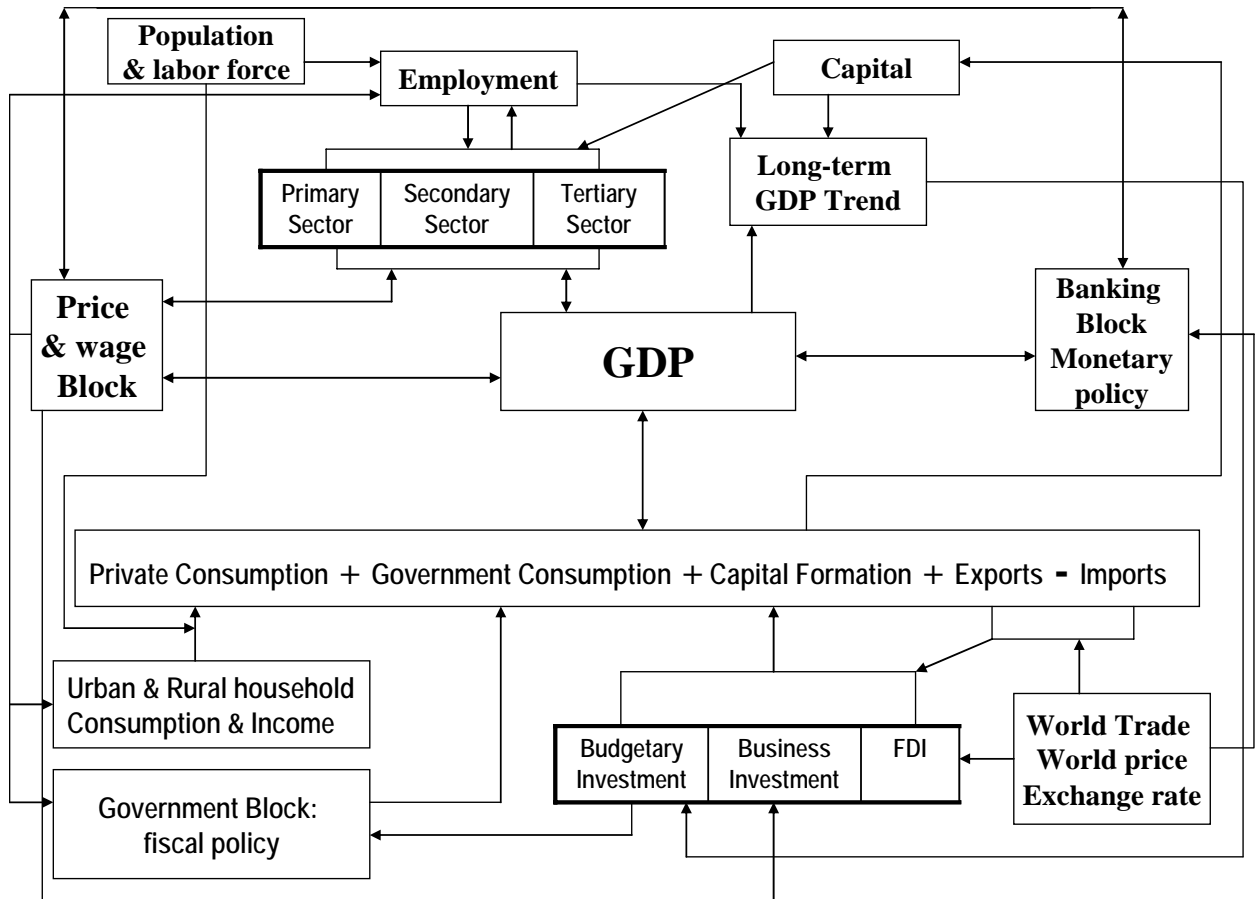 Population
& labor force
Employment
Capital
Primary
Sector
Secondary
Sector
Tertiary
Sector
Long-term
GDP Trend
Price
& wage
Block
GDP
Banking
Block
Monetary
policy
Private Consumption + Government Consumption + Capital Formation + Exports - Imports
Urban & Rural household
Consumption & Income
Budgetary
Investment
Business
Investment
FDI
World Trade
World price
Exchange rate
Government Block:
fiscal policy